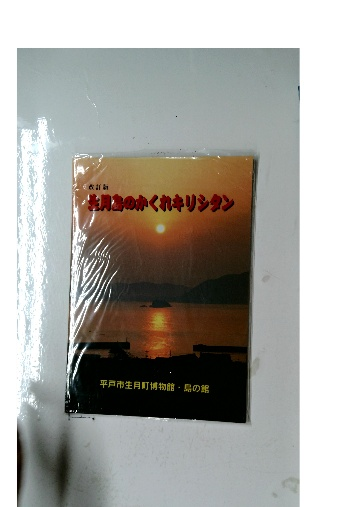 改訂版
生月島のかくれキリシタン
平戸市生月町博物館・島の館